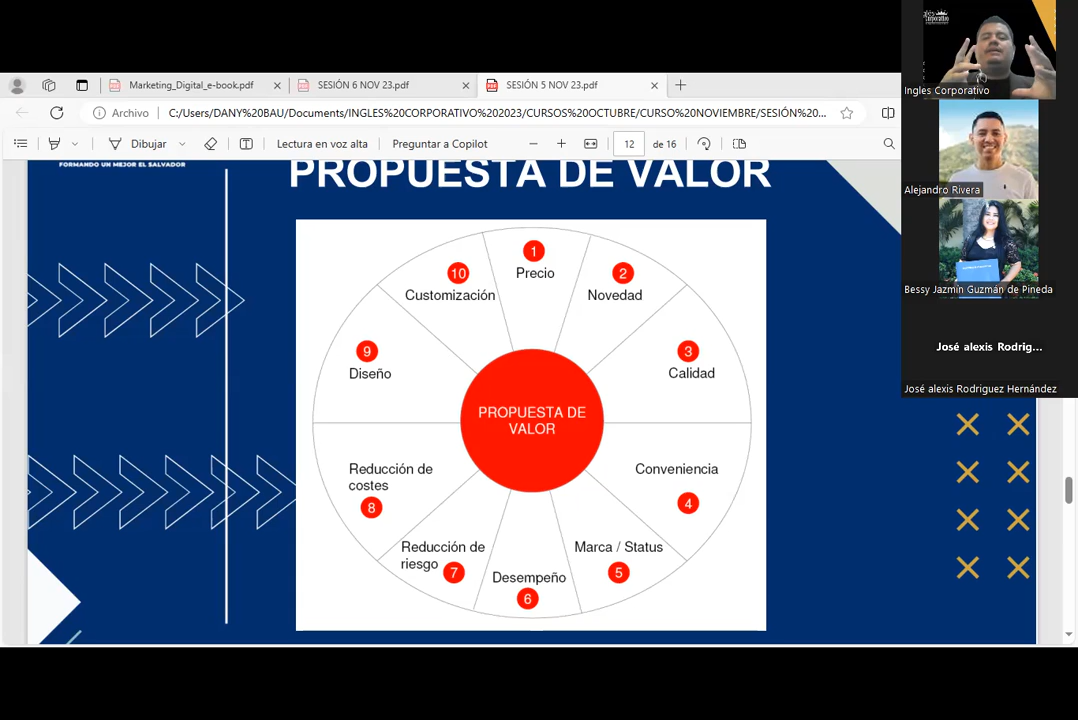 Marketing_Digital_e-book.pdf
SESIÓN 6 NOV 23.pdf
SESIÓN 5 NOV 23.pdf
Archivo
C:/Users/DANY%20BAU/Documents/INGLES%20CORPORATIVO%202023/CURSOS%20OCTUBRE/CURSO%20NOVIEMBRE/SESIÓN%...
Dibujar
Lectura en voz alta
Preguntar a Copilot
12
de 16
FORMANDO UN MEJOR EL SALVADOR
PROPUESTA DE VALOR
1
Precio
2
Novedad
3
Calidad
Conveniencia
4
Marca / Status
5
Desempeño
6
Reducción de
riesgo
7
Reducción de
costes
8
9
Diseño
10
Customización
PROPUESTA DE
VALOR
Ingles Corporativo
Alejandro Rivera
Bessy Jazmín Guzmán de Pineda
José alexis Rodrig...
José alexis Rodriguez Hernández